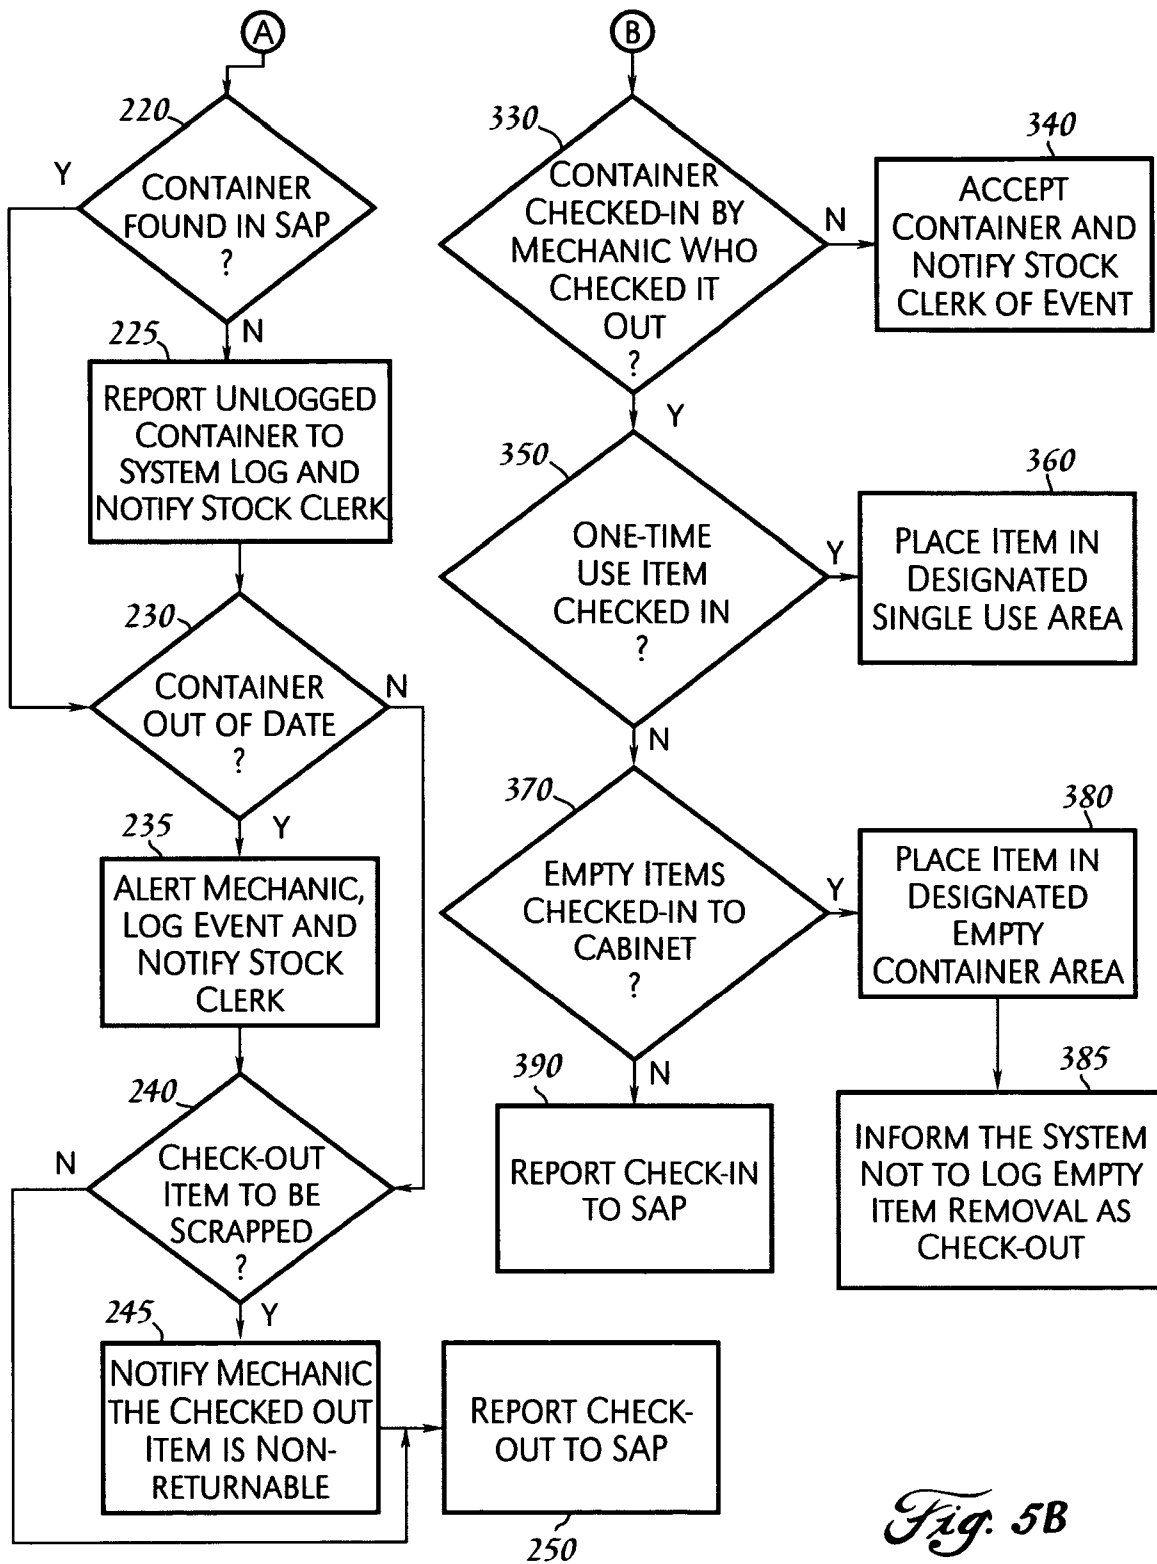 A
220
Y
CONTAINER
FOUND IN SAP
?
N
225
REPORT UNLOGGED
CONTAINER TO
SYSTEM LOG AND
NOTIFY STOCK CLERK
230
CONTAINER
OUT OF DATE
?
N
Y
235
ALERT MECHANIC,
LOG EVENT AND
NOTIFY STOCK
CLERK
240
N
CHECK-OUT
ITEM TO BE
SCRAPPED
?
Y
245
NOTIFY MECHANIC
THE CHECKED OUT
ITEM IS NON-
RETURNABLE
REPORT CHECK-
OUT TO SAP
250
B
330
CONTAINER
CHECKED-IN BY
MECHANIC WHO
CHECKED IT
OUT
?
N
340
ACCEPT
CONTAINER AND
NOTIFY STOCK
CLERK OF EVENT
Y
350
ONE-TIME
USE ITEM
CHECKED IN
?
Y
360
PLACE ITEM IN
DESIGNATED
SINGLE USE AREA
N
370
EMPTY ITEMS
CHECKED-IN TO
CABINET
?
Y
380
PLACE ITEM IN
DESIGNATED
EMPTY
CONTAINER AREA
N
390
REPORT CHECK-IN
TO SAP
385
INFORM THE SYSTEM
NOT TO LOG EMPTY
ITEM REMOVAL AS
CHECK-OUT
Fig. 5B